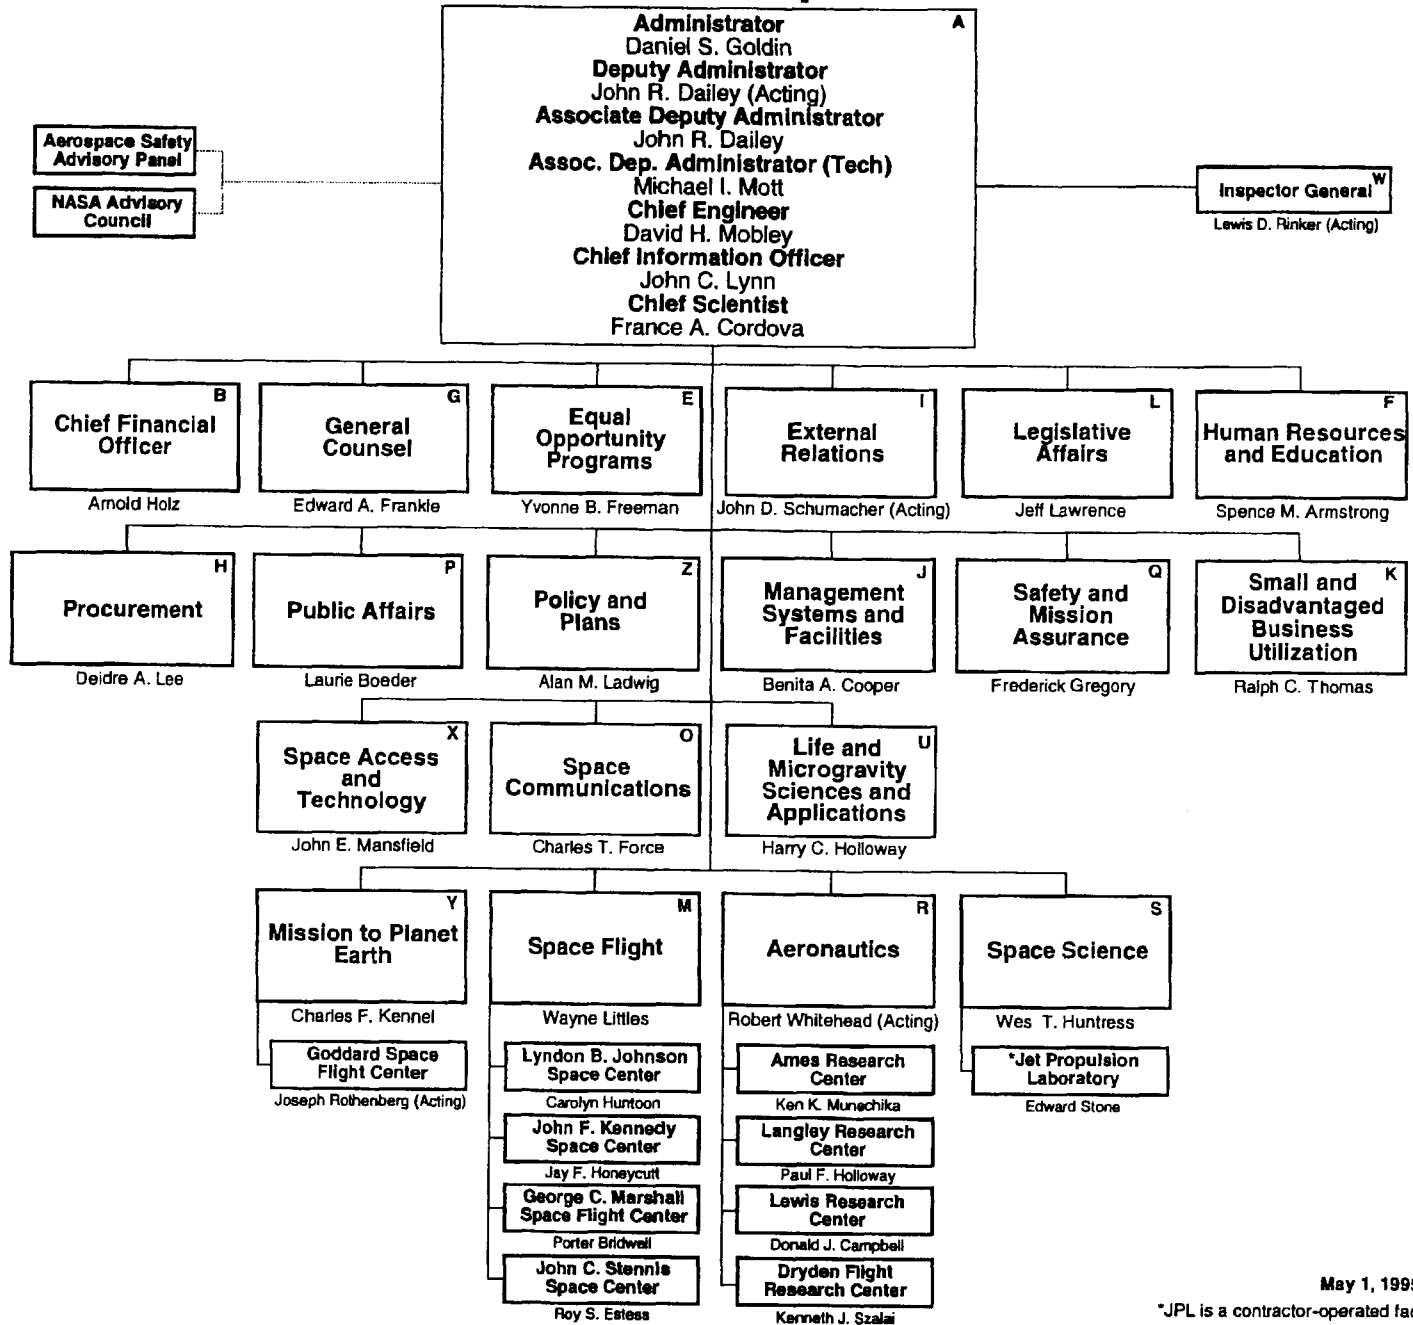 Administrator
A
Daniel S. Goldin
Deputy Administrator
John R. Dailey (Acting)
Associate Deputy Administrator
John R. Dailey
Assoc. Dep. Administrator (Tech)
Michael I. Mott
Chief Engineer
David H. Mobley
Chief Information Officer
John C. Lynn
Chief Scientist
France A. Cordova
Aerospace Safety
Advisory Panel
NASA Advisory
Council
Inspector General
W
Lewis D. Rinker (Acting)
B
Chief Financial
Officer
Arnold Holz
G
General
Counsel
Edward A. Frankle
E
Equal
Opportunity
Programs
Yvonne B. Freeman
I
External
Relations
John D. Schumacher (Acting)
L
Legislative
Affairs
Jeff Lawrence
F
Human Resources
and Education
Spence M. Armstrong
H
Procurement
Deidre A. Lee
P
Public Affairs
Laurie Boeder
Z
Policy and
Plans
Alan M. Ladwig
J
Management
Systems and
Facilities
Benita A. Cooper
Q
Safety and
Mission
Assurance
Frederick Gregory
K
Small and
Disadvantaged
Business
Utilization
Ralph C. Thomas
X
Space Access
and
Technology
John E. Mansfield
O
Space
Communications
Charles T. Force
U
Life and
Microgravity
Sciences and
Applications
Harry C. Holloway
Y
Mission to Planet
Earth
Charles F. Kennel
Goddard Space
Flight Center
Joseph Rothenberg (Acting)
M
Space Flight
Wayne Littles
Lyndon B. Johnson
Space Center
Carolyn Huntoon
John F. Kennedy
Space Center
Jay F. Honeycutt
George C. Marshall
Space Flight Center
Porter Bridwell
John C. Stennis
Space Center
Roy S. Estess
R
Aeronautics
Robert Whitehead (Acting)
Ames Research
Center
Ken K. Munechika
Langley Research
Center
Paul F. Holloway
Lewis Research
Center
Donald J. Campbell
Dryden Flight
Research Center
Kenneth J. Szalai
S
Space Science
Wes T. Huntress
*Jet Propulsion
Laboratory
Edward Stone
May 1, 1995
*JPL is a contractor-operated